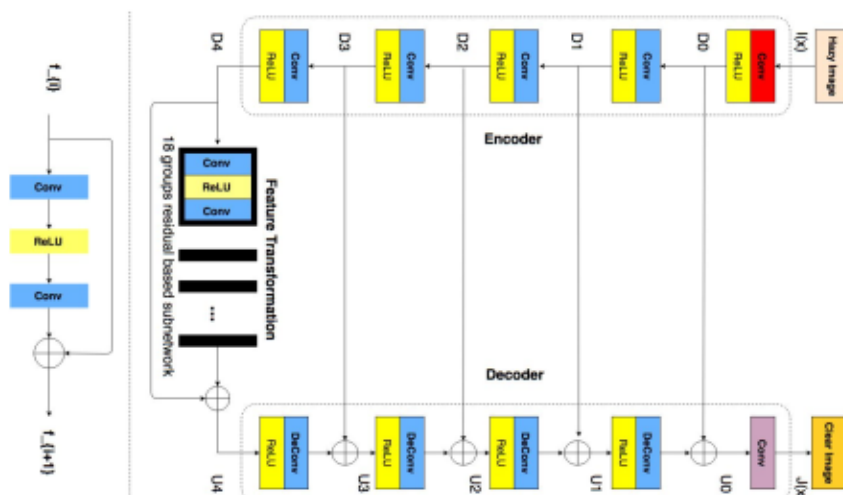 Hazy Image
I(x)
Conv
ReLU
D0
Conv
ReLU
D1
Conv
ReLU
D2
Conv
ReLU
D3
Conv
ReLU
D4
Encoder
Conv
ReLU
Conv
Feature Transformation
18 groups residual based subnetwork
...
Decoder
U4
DeConv
ReLU
U3
DeConv
ReLU
U2
DeConv
ReLU
U1
DeConv
ReLU
U0
Conv
J(x
Clear Image
f_{i}
Conv
ReLU
Conv
f_{i+1}